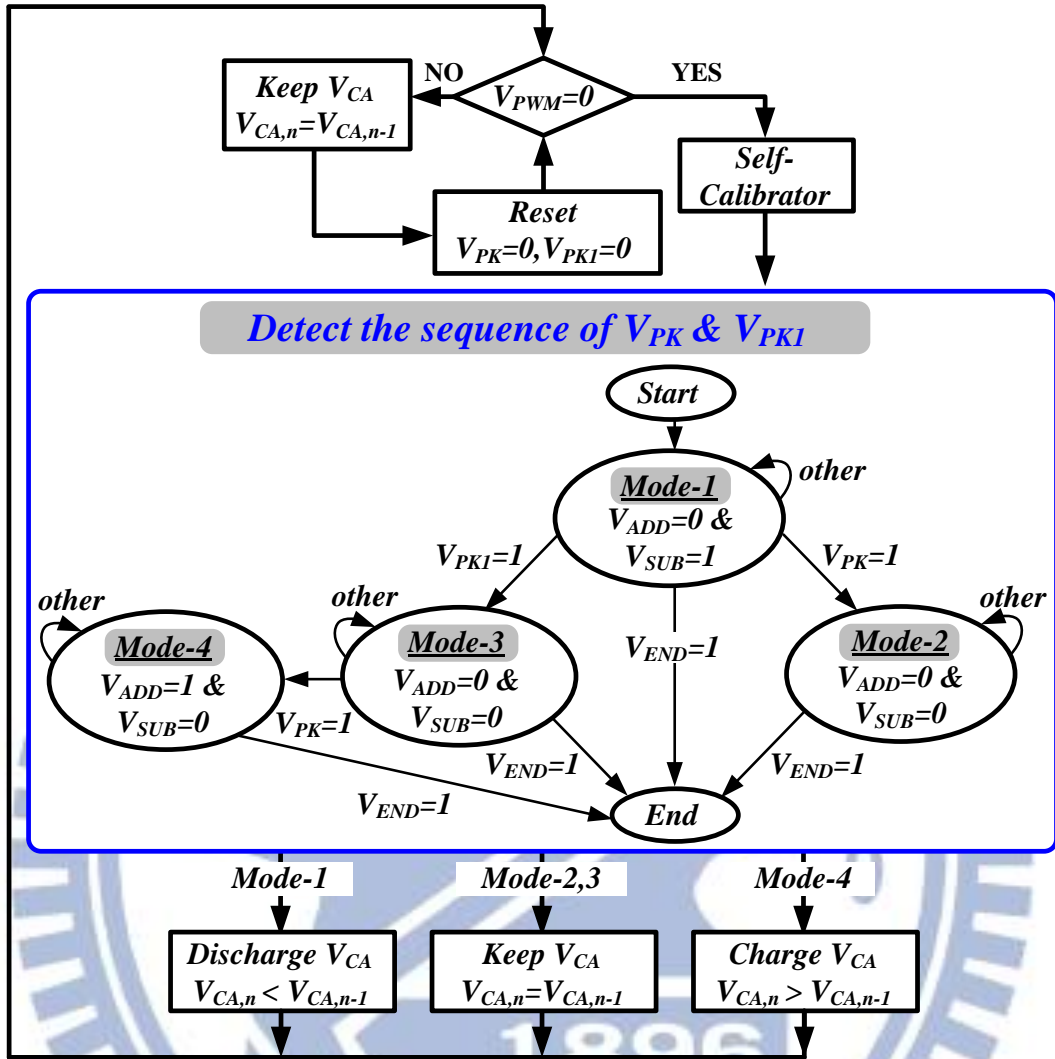 NO
YES
V_PWM=0
Keep V_CA
V_CA,n=V_CA,n-1
Self-
Calibrator
Reset
V_PK=0,V_PK1=0
Detect the sequence of V_PK & V_PK1
Start
other
Mode-1
V_ADD=0 &
V_SUB=1
V_PK1=1
V_PK=1
other
other
other
Mode-4
V_ADD=1 &
V_SUB=0
Mode-3
V_ADD=0 &
V_SUB=0
V_END=1
Mode-2
V_ADD=0 &
V_SUB=0
V_PK=1
V_END=1
V_END=1
V_END=1
End
Mode-1
Mode-2,3
Mode-4
Discharge V_CA
V_CA,n < V_CA,n-1
Keep V_CA
V_CA,n=V_CA,n-1
Charge V_CA
V_CA,n > V_CA,n-1
1896